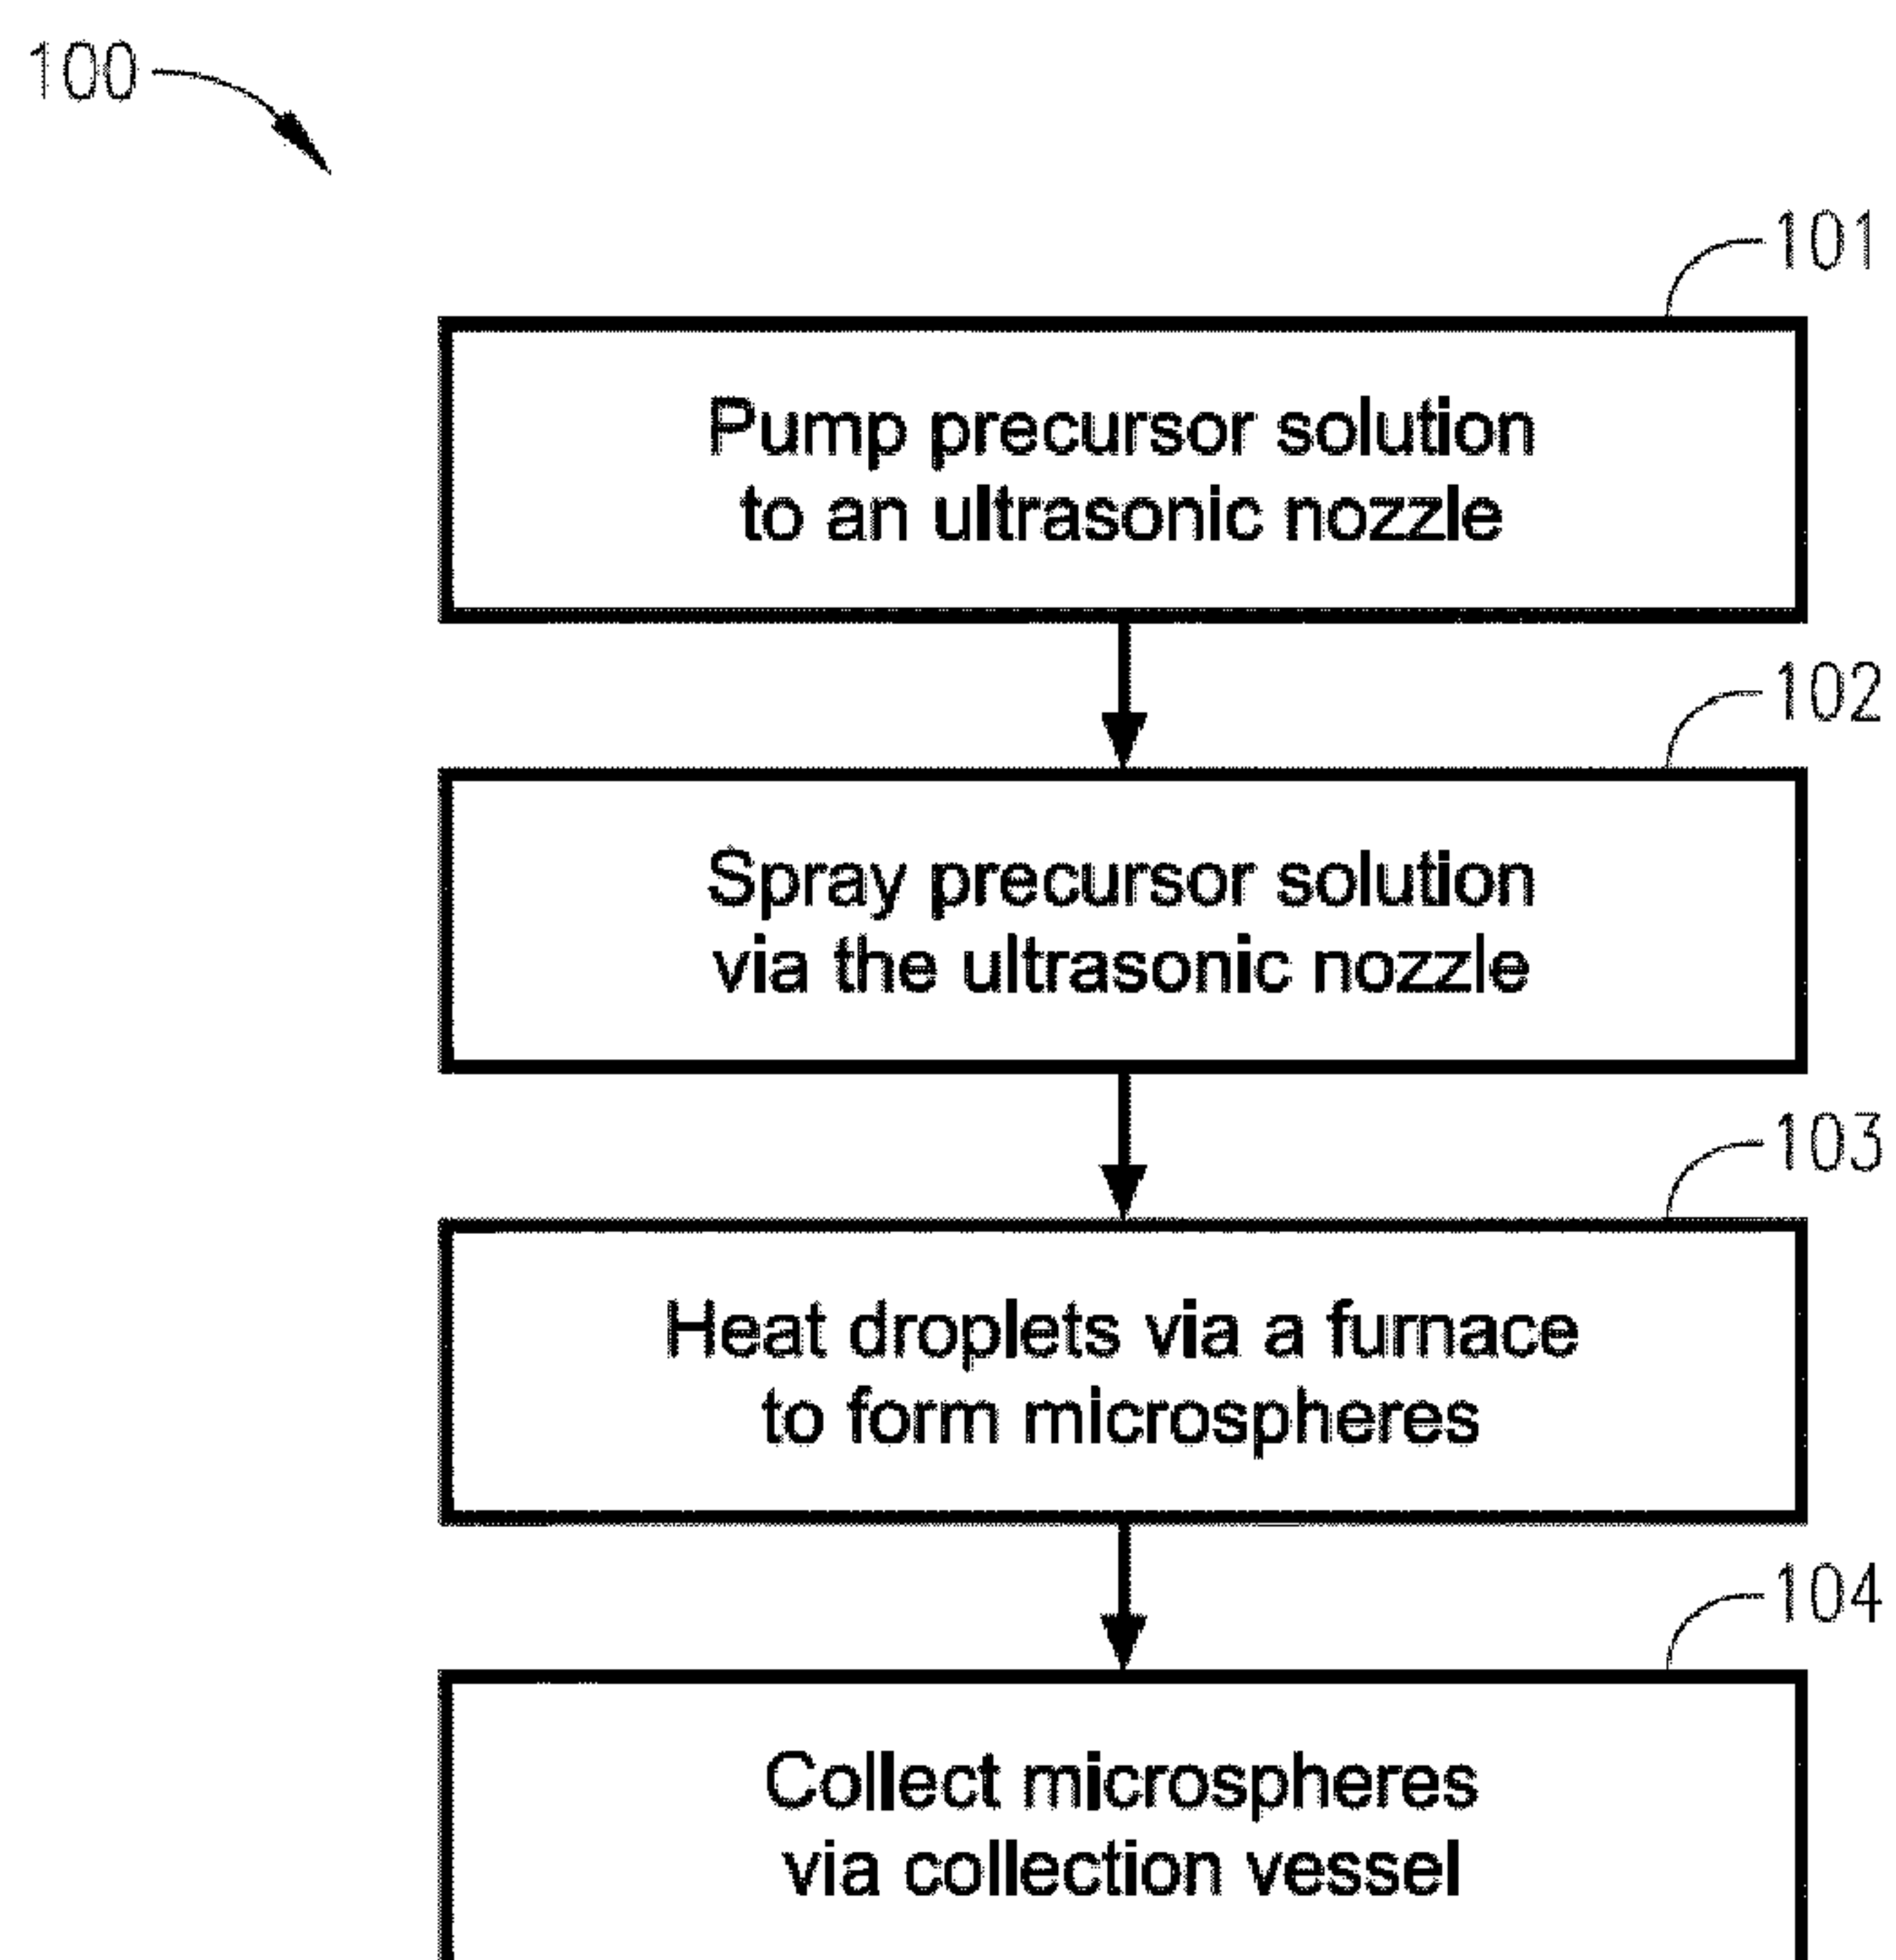 100
101
Pump precursor solution
to an ultrasonic nozzle
102
Spray precursor solution
via the ultrasonic nozzle
103
Heat droplets via a furnace
to form microspheres
104
Collect microspheres
via collection vessel